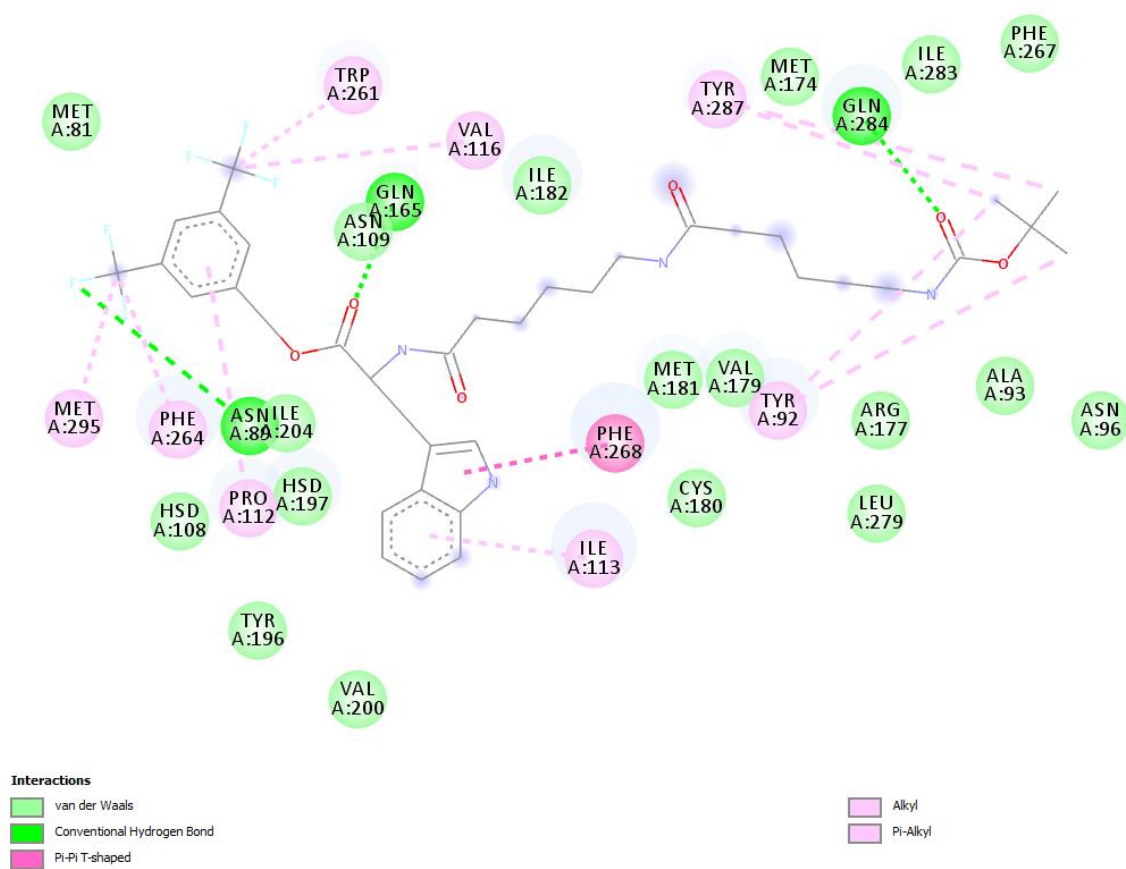 PHE
A:267
ILE
A:283
MET
A:174
TYR
A:287
GLN
A:284
TRP
A:261
MET
A:81
VAL
A:116
ILE
A:182
GLN
A:165
ASN
A:109
F
F
F
F
F
F
O
N
O
O
N
O
O
N
O
MET
A:181
VAL
A:179
TYR
A:92
ALA
A:93
ARG
A:177
ASN
A:96
MET
A:295
PHE
A:264
ASN
A:89
ILE
A:204
PHE
A:268
N
HSD
A:108
PRO
A:112
HSD
A:197
CYS
A:180
LEU
A:279
ILE
A:113
TYR
A:196
VAL
A:200
Interactions
van der Waals
Conventional Hydrogen Bond
Pi-Pi T-shaped
Alkyl
Pi-Alkyl